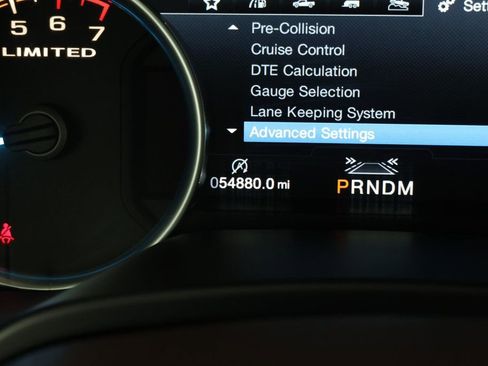 Sett
Pre-Collision
Cruise Control
DTE Calculation
Gauge Selection
Lane Keeping System
Advanced Settings
5 6 7
LIMITED
054880.0 mi
PRNDM